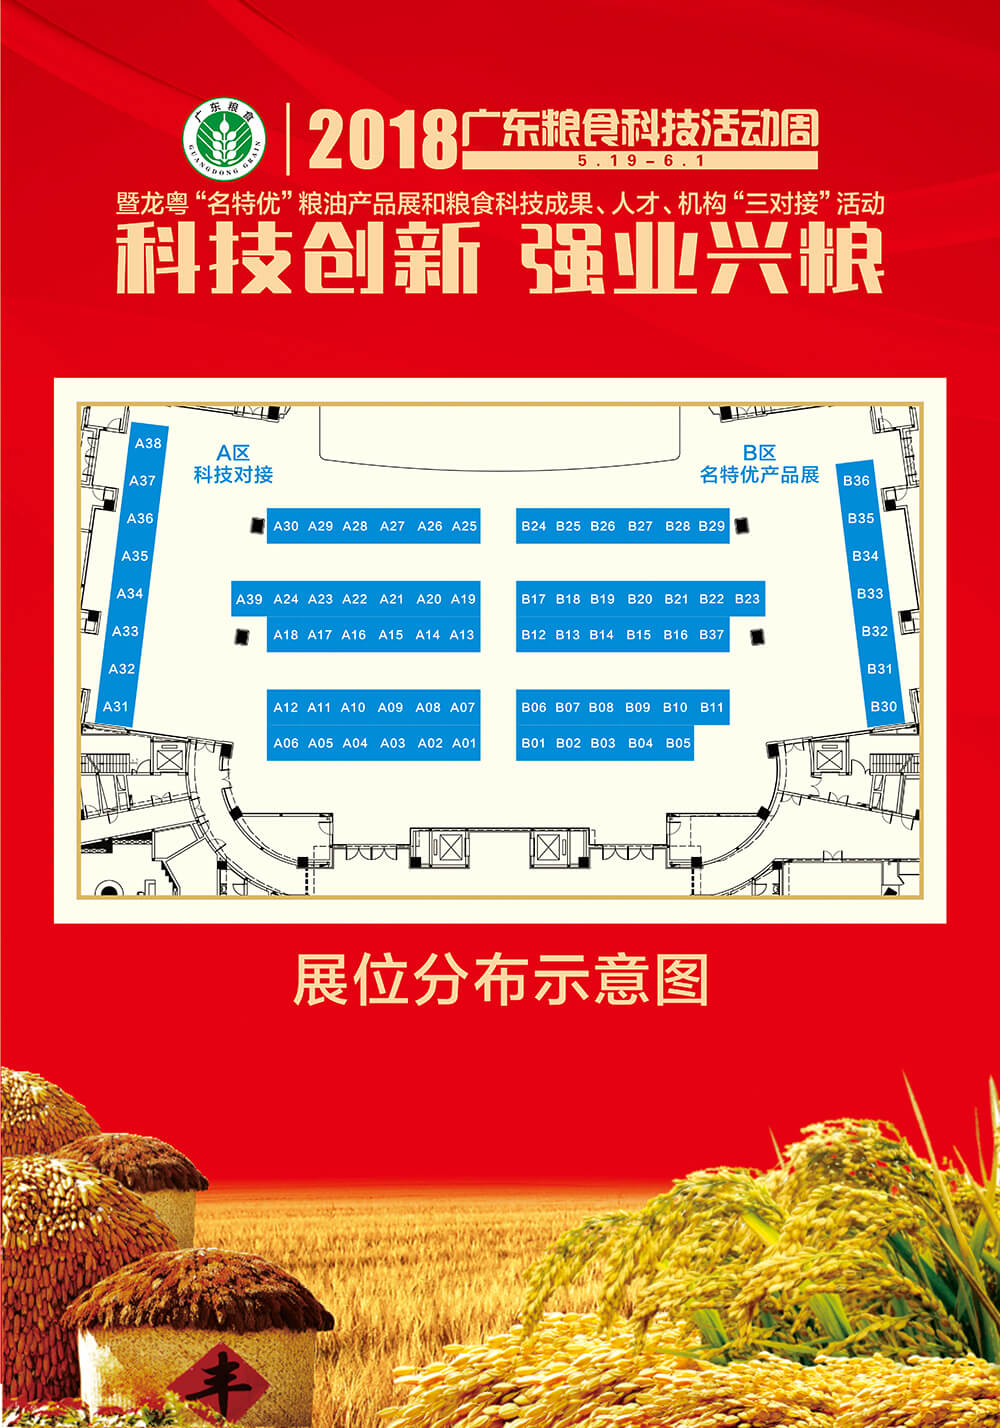 广东粮食
GUANGDONG GRAIN
2018广东粮食科技活动周
5.19-6.1
暨龙粤“名特优”粮油产品展和粮食科技成果、人才、机构“三对接”活动
科技创新 强业兴粮
A区
科技对接
B区
名特优产品展
A38
A37
A36
A35
A34
A33
A32
A31
A30 A29 A28 A27 A26 A25
A39 A24 A23 A22 A21 A20 A19
A18 A17 A16 A15 A14 A13
A12 A11 A10 A09 A08 A07
A06 A05 A04 A03 A02 A01
B24 B25 B26 B27 B28 B29
B17 B18 B19 B20 B21 B22 B23
B12 B13 B14 B15 B16 B37
B06 B07 B08 B09 B10 B11
B01 B02 B03 B04 B05
B36
B35
B34
B33
B32
B31
B30
展位分布示意图
丰